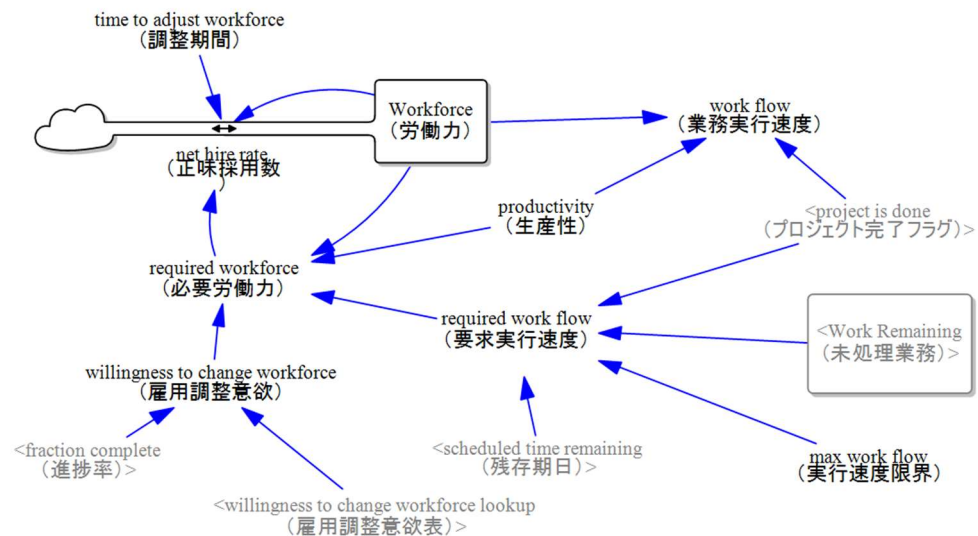 time to adjust workforce
（調整期間）
Workforce
（労働力）
work flow
（業務実行速度）
net hire rate
（正味採用数
）
productivity
（生産性）
<project is done
（プロジェクト完了フラグ）>
required workforce
（必要労働力）
required work flow
（要求実行速度）
<Work Remaining
（未処理業務）>
willingness to change workforce
（雇用調整意欲）
<fraction complete
（進捗率）>
<scheduled time remaining
（残存期日）>
max work flow
（実行速度限界）
<willingness to change workforce lookup
（雇用調整意欲表）>